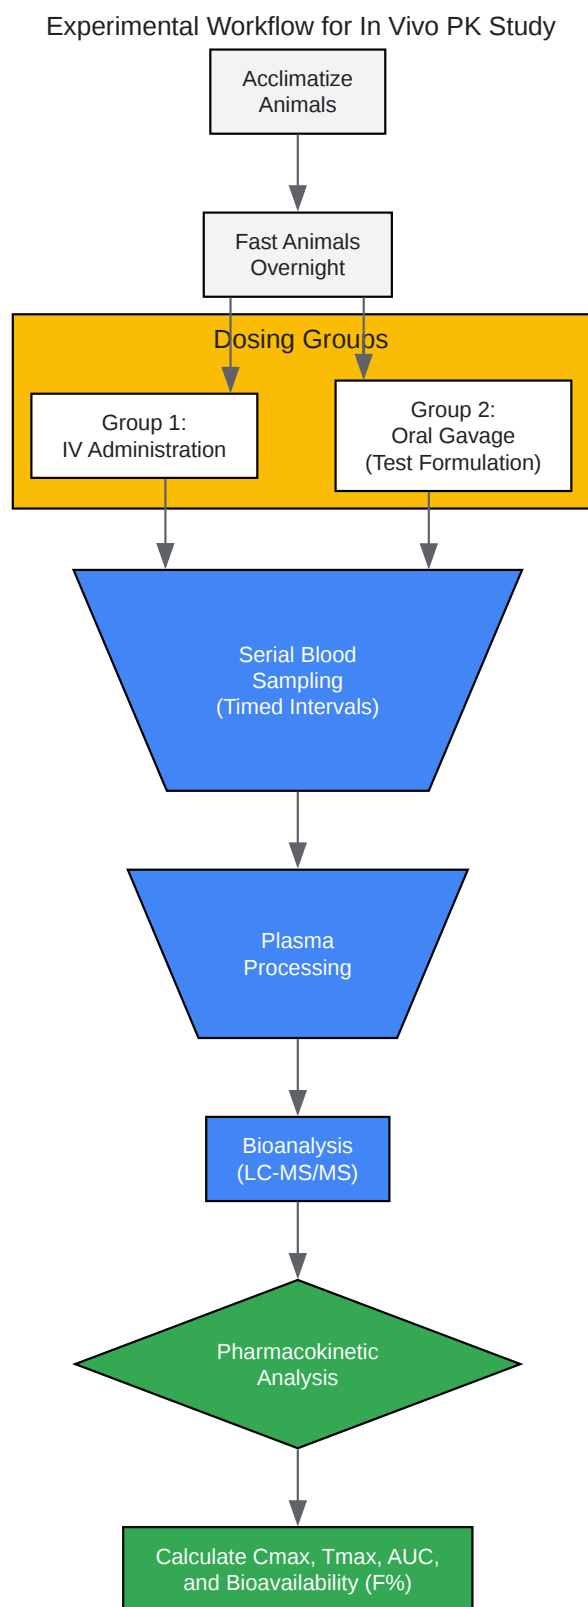 Experimental Workflow for In Vivo PK Study
Acclimatize
Animals
Fast Animals
Overnight
Dosing Groups
Group 1:
IV Administration
Group 2:
Oral Gavage
(Test Formulation)
Serial Blood
Sampling
(Timed Intervals)
Plasma
Processing
Bioanalysis
(LC-MS/MS)
Pharmacokinetic
Analysis
Calculate Cmax, Tmax, AUC,
and Bioavailability (F%)